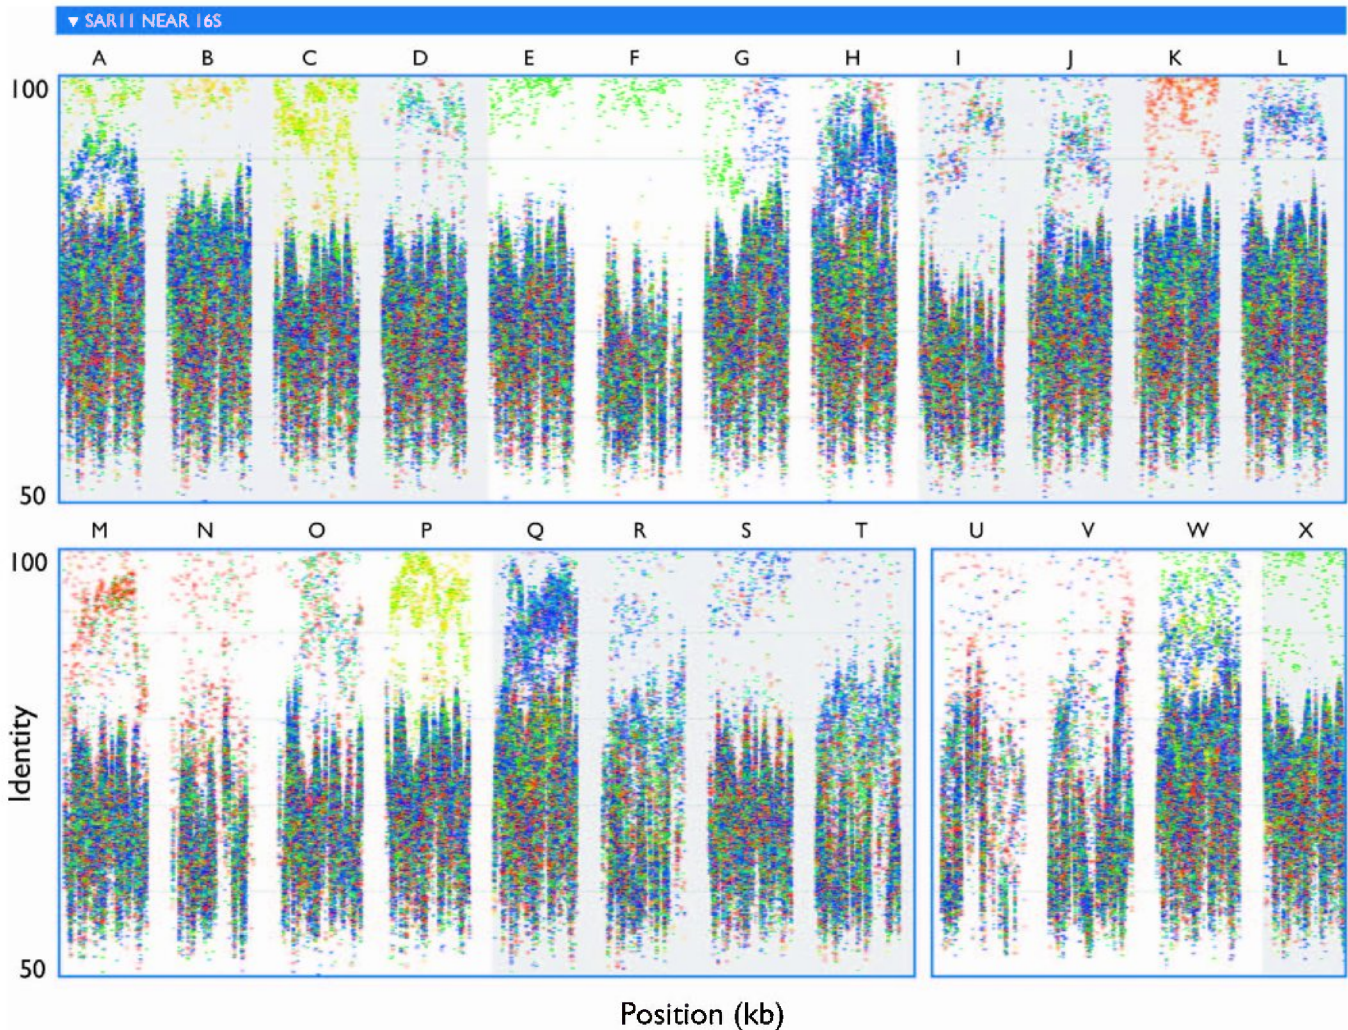 ▼ SAR11 NEAR 16S
A B C D E F G H I J K L
100
50
M N O P Q R S T U V W X
100
Identity
50
Position (kb)